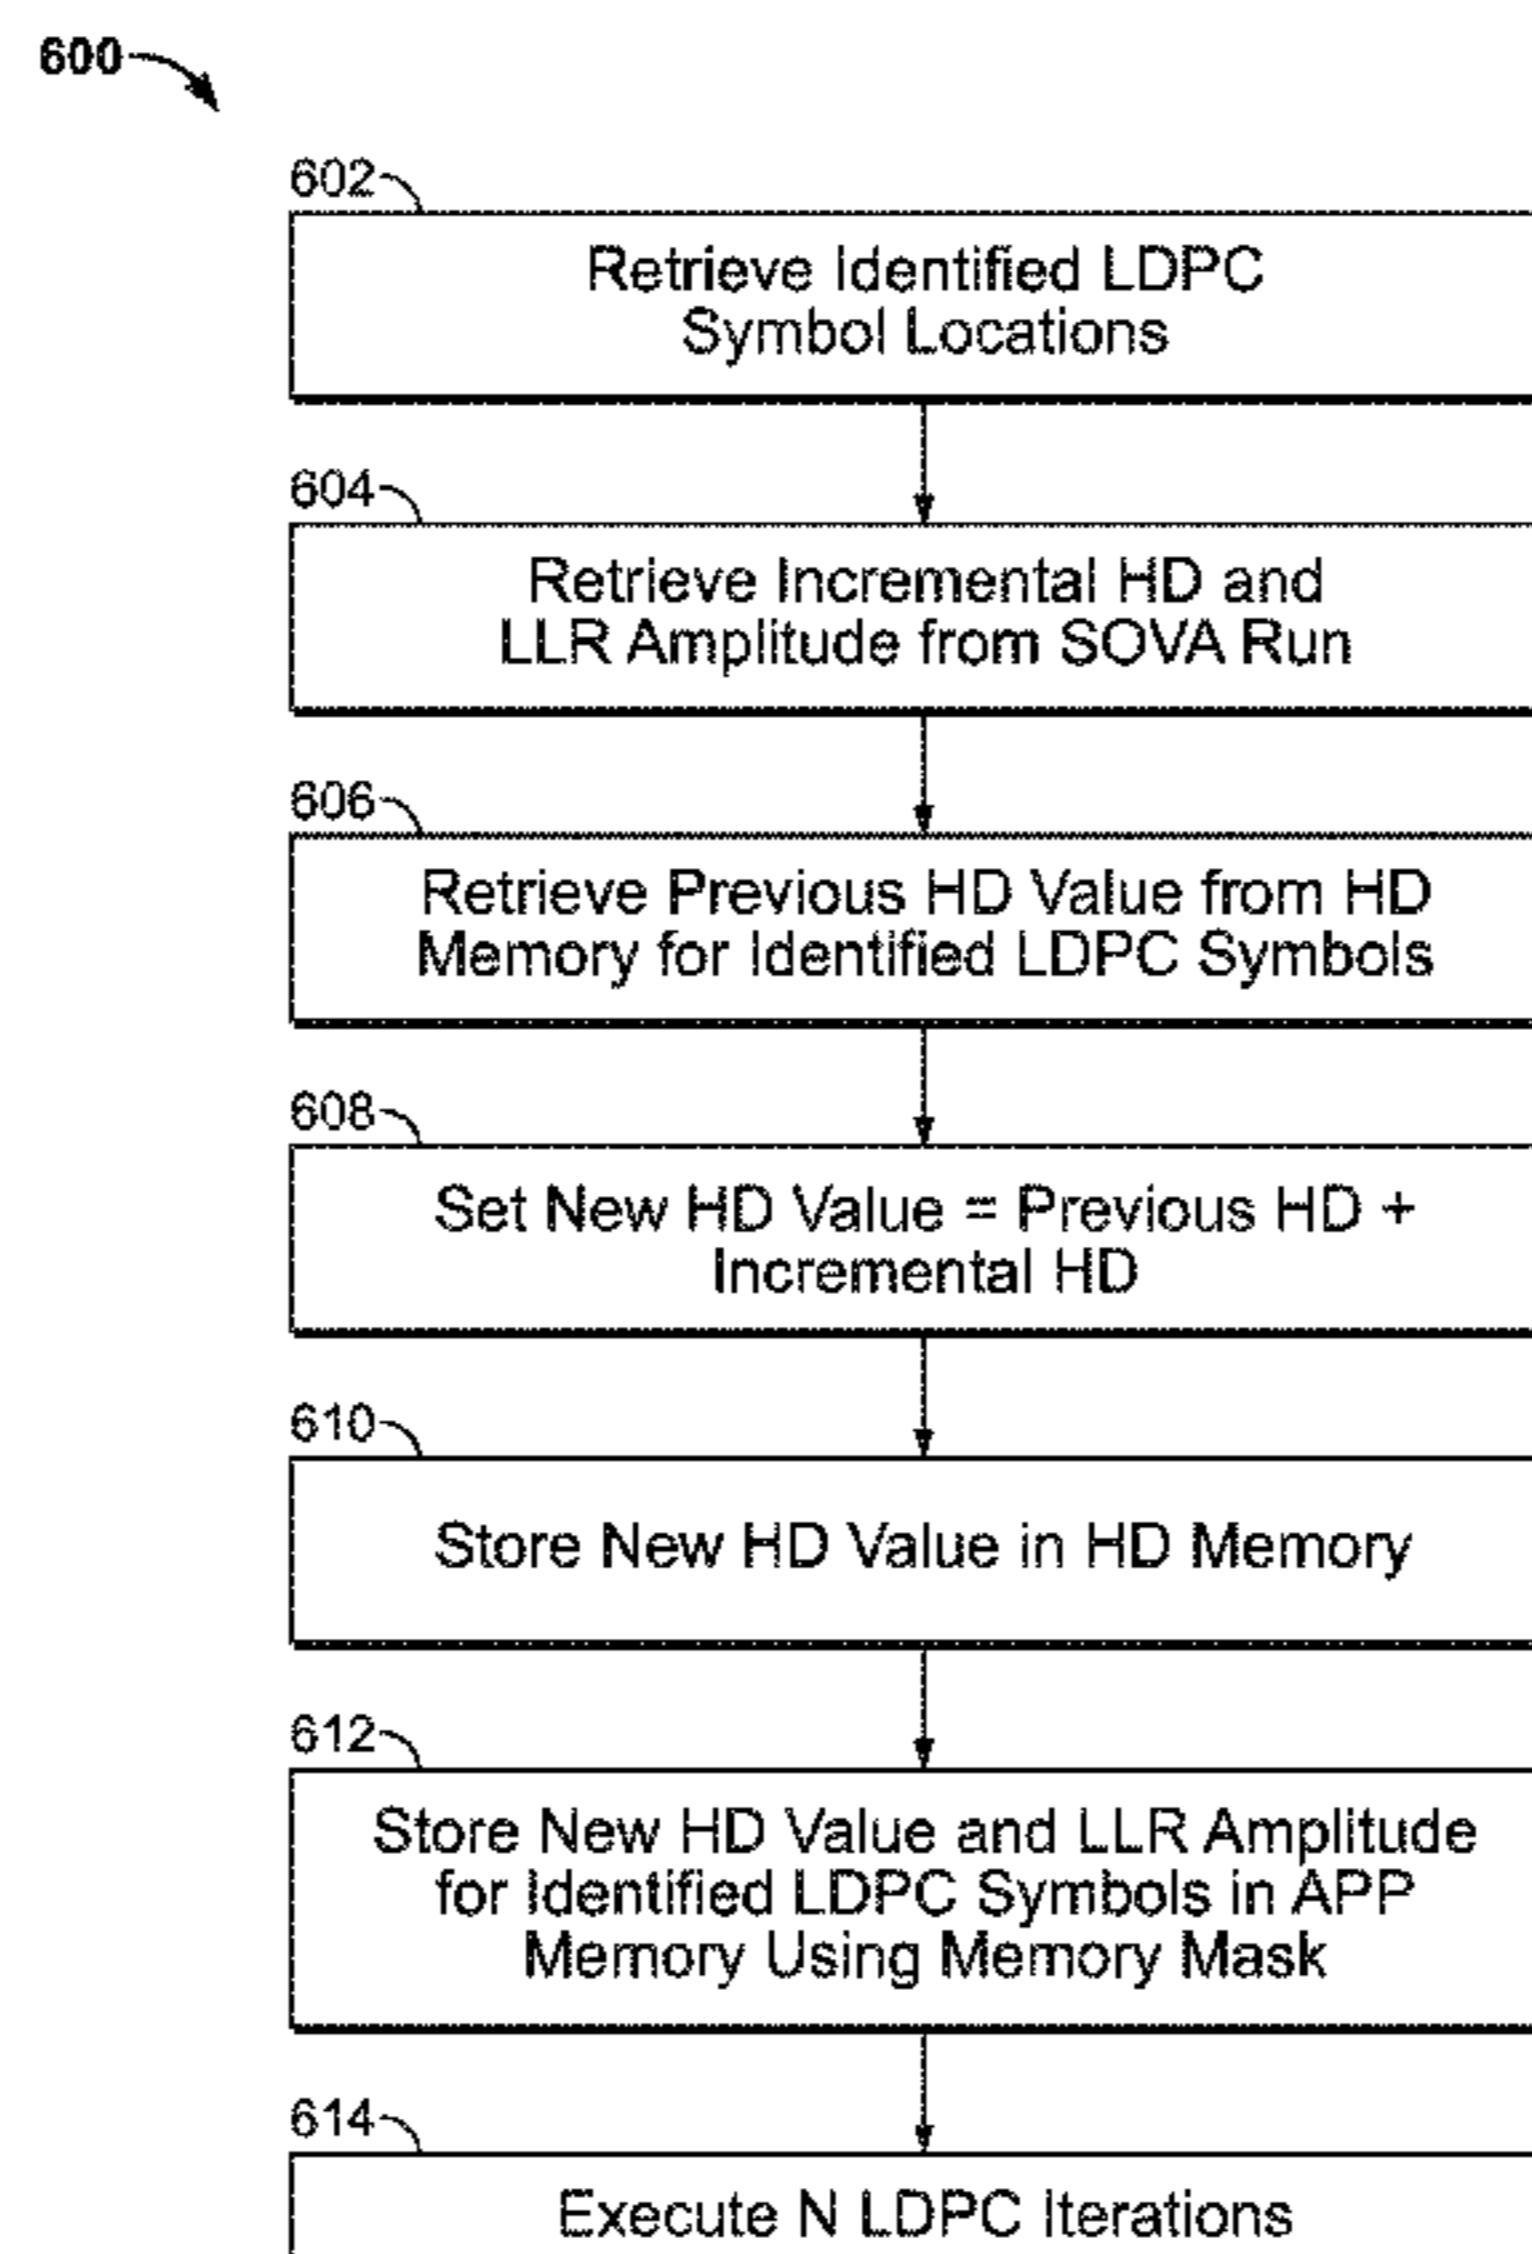 600
602
Retrieve Identified LDPC
Symbol Locations
604
Retrieve Incremental HD and
LLR Amplitude from SOVA Run
606
Retrieve Previous HD Value from HD
Memory for Identified LDPC Symbols
608
Set New HD Value = Previous HD +
Incremental HD
610
Store New HD Value in HD Memory
612
Store New HD Value and LLR Amplitude
for Identified LDPC Symbols in APP
Memory Using Memory Mask
614
Execute N LDPC Iterations